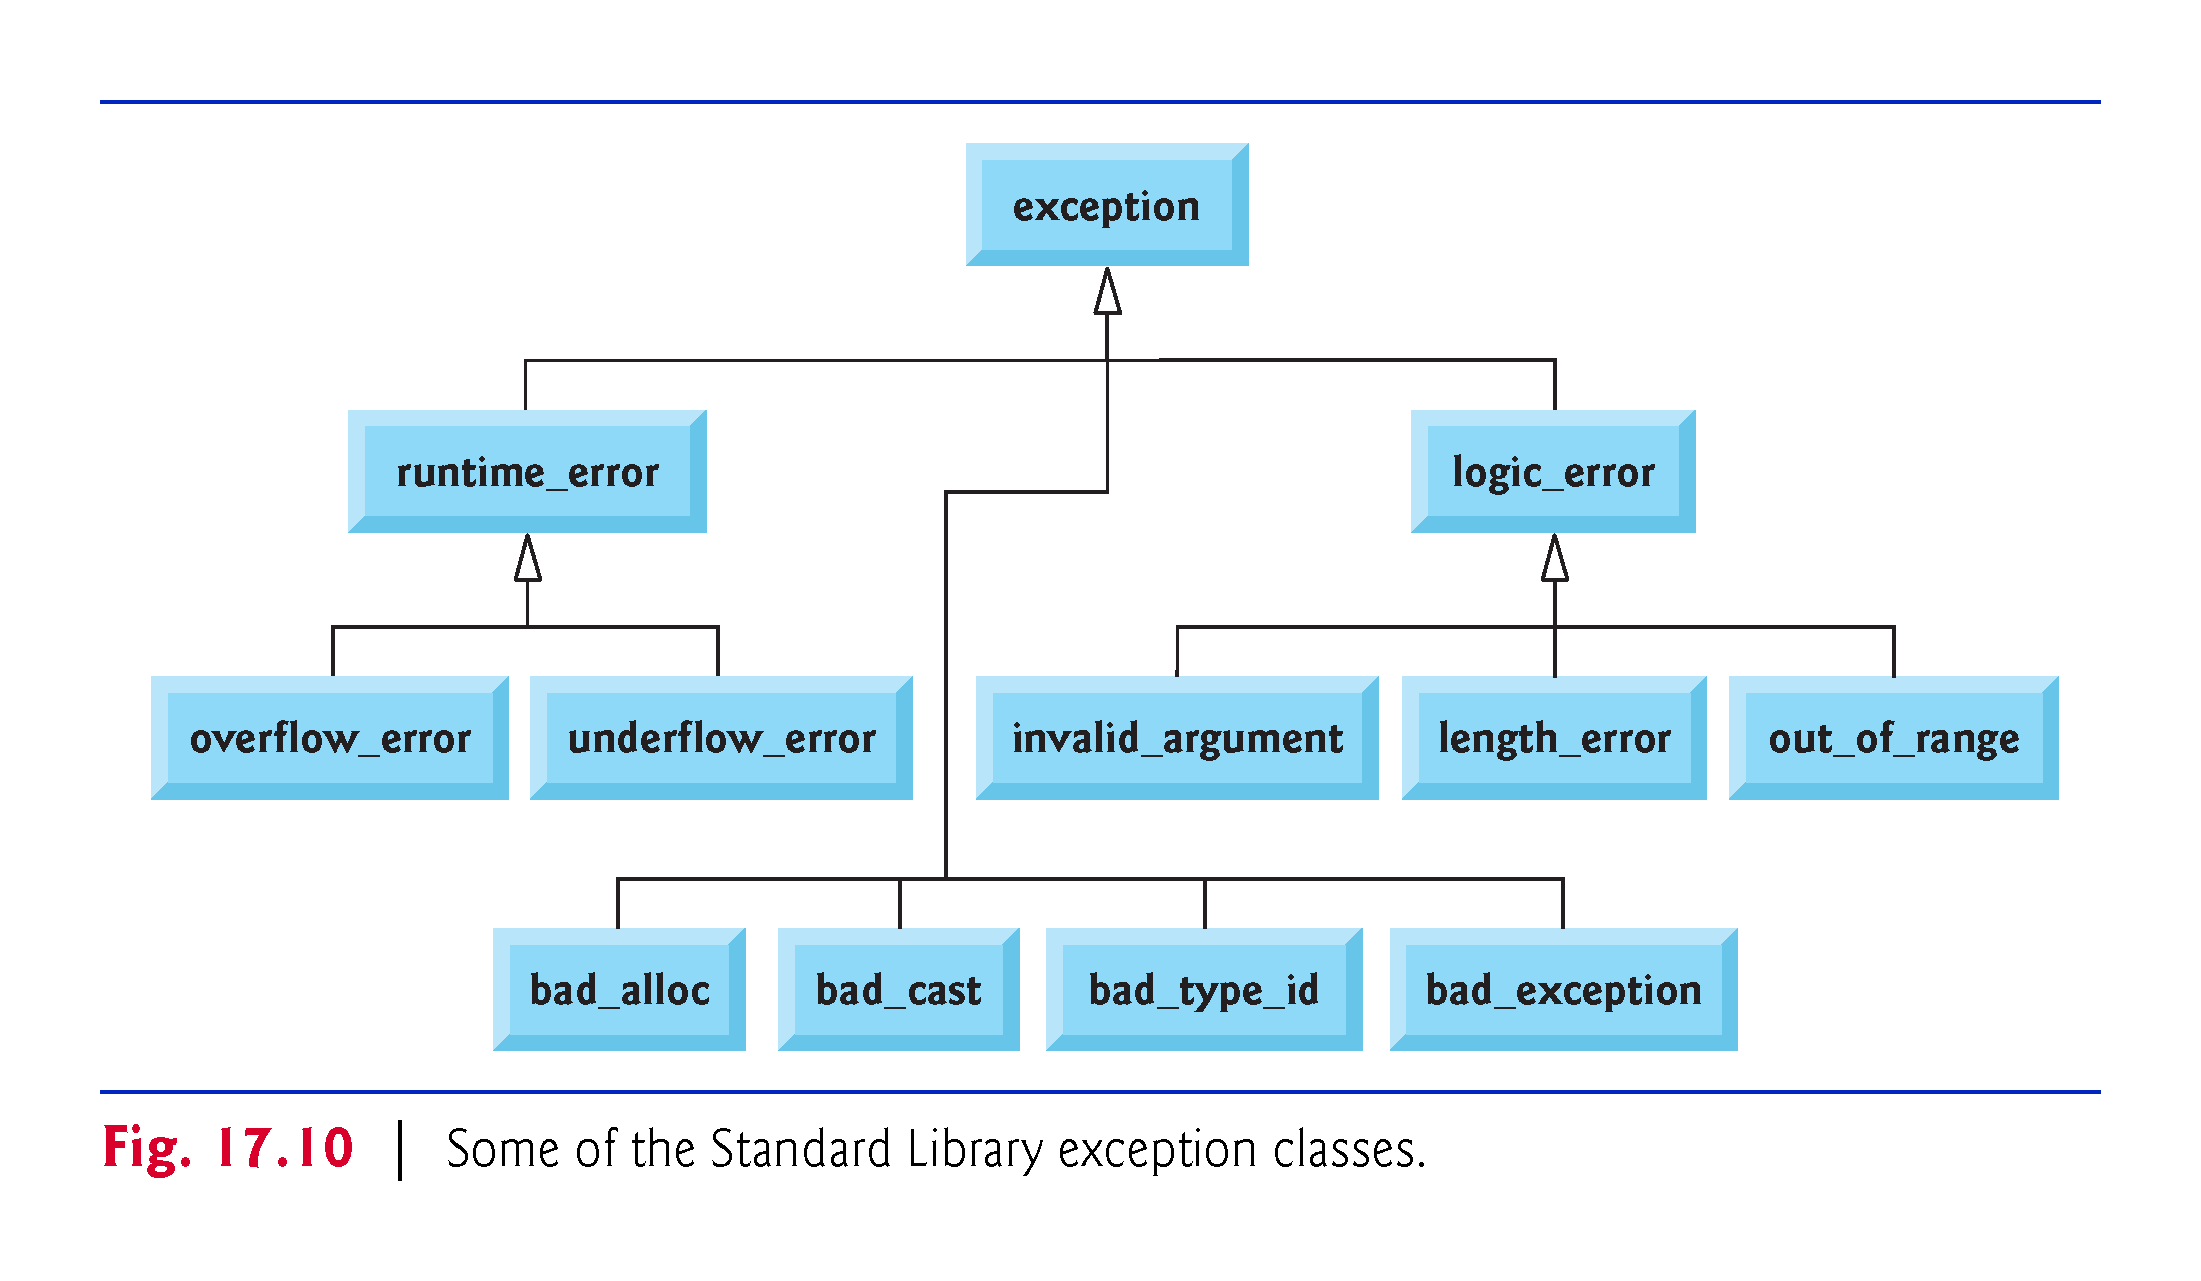 exception
runtime_error
logic_error
overflow_error
underflow_error
invalid_argument
length_error
out_of_range
bad_alloc
bad_cast
bad_type_id
bad_exception
Fig. 17.10 | Some of the Standard Library exception classes.